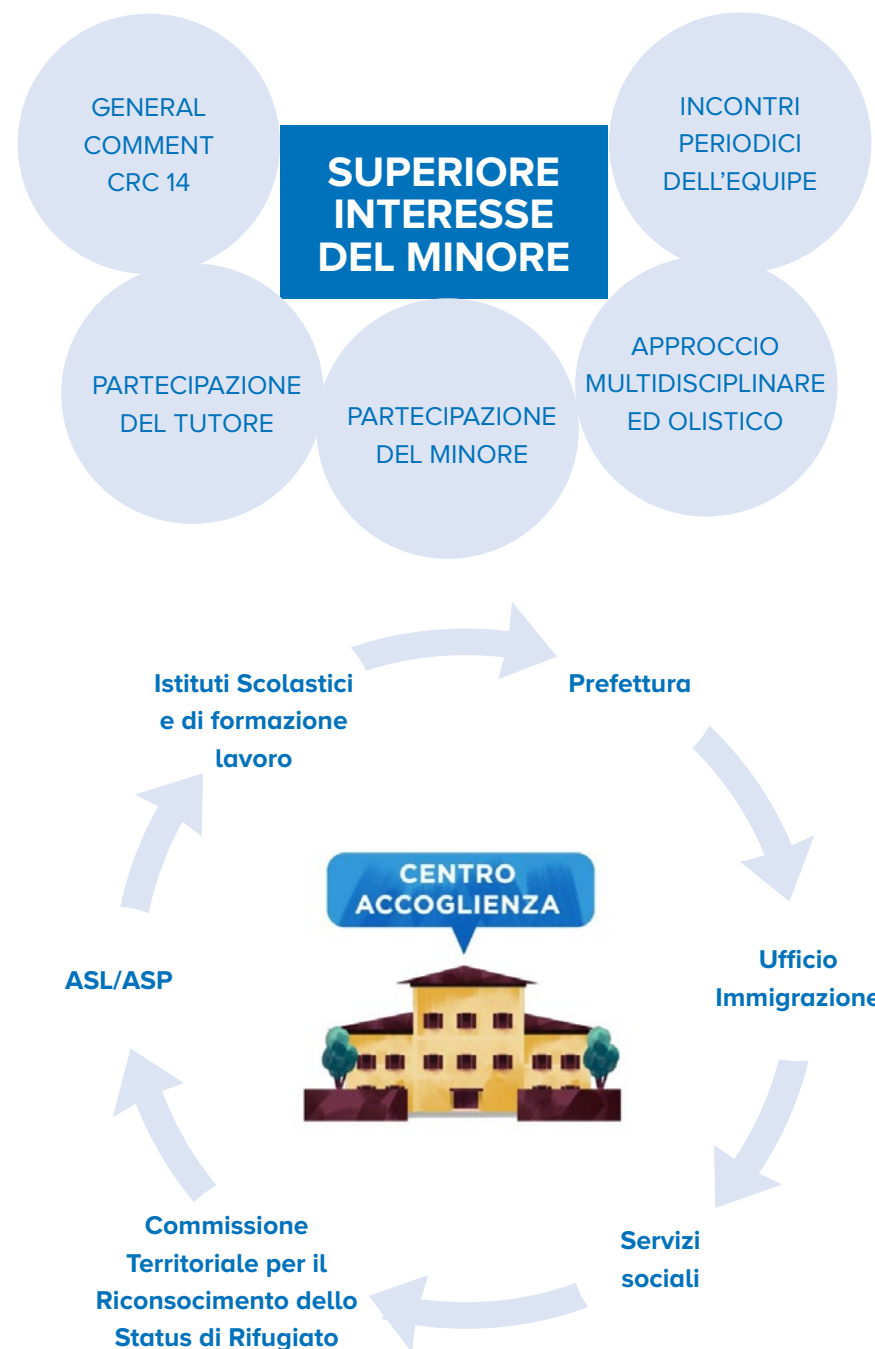 GENERAL
COMMENT
CRC 14
SUPERIORE
INTERESSE
DEL MINORE
INCONTRI
PERIODICI
DELL'EQUIPE
PARTECIPAZIONE
DEL TUTORE
PARTECIPAZIONE
DEL MINORE
APPROCCIO
MULTIDISCIPLINARE
ED OLISTICO
Istituti Scolastici
e di formazione
lavoro
Prefettura
CENTRO
ACCOGLIENZA
ASL/ASP
Ufficio
Immigrazione
Commissione
Territoriale per il
Riconsocimento dello
Status di Rifugiato
Servizi
sociali